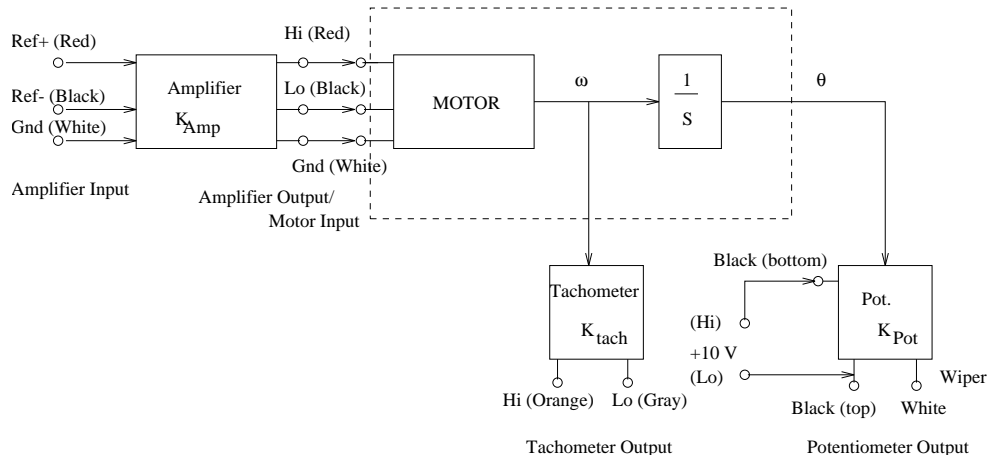 Ref+ (Red)
Hi (Red)
Ref- (Black)
Amplifier
K Amp
Lo (Black)
MOTOR
ω
1
S
θ
Gnd (White)
Gnd (White)
Amplifier Input
Amplifier Output/
Motor Input
Black (bottom)
Tachometer
K tach
Pot.
K Pot
(Hi)
+10 V
(Lo)
Wiper
Hi (Orange)
Lo (Gray)
Black (top)
White
Tachometer Output
Potentiometer Output